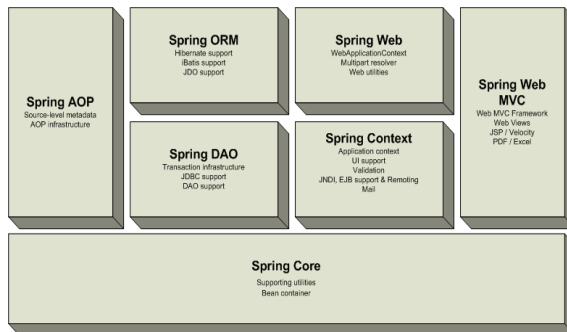 Spring AOP
Source-level metadata
AOP infrastructure
Spring ORM
Hibernate support
iBatis support
JDO support
Spring DAO
Transaction infrastructure
JDBC support
DAO support
Spring Web
WebApplicationContext
Multipart resolver
Web utilities
Spring Context
Application context
UI support
Validation
JNDI, EJB support & Remoting
Mail
Spring Web
MVC
Web MVC Framework
Web Views
JSP / Velocity
PDF / Excel
Spring Core
Supporting utilities
Bean container